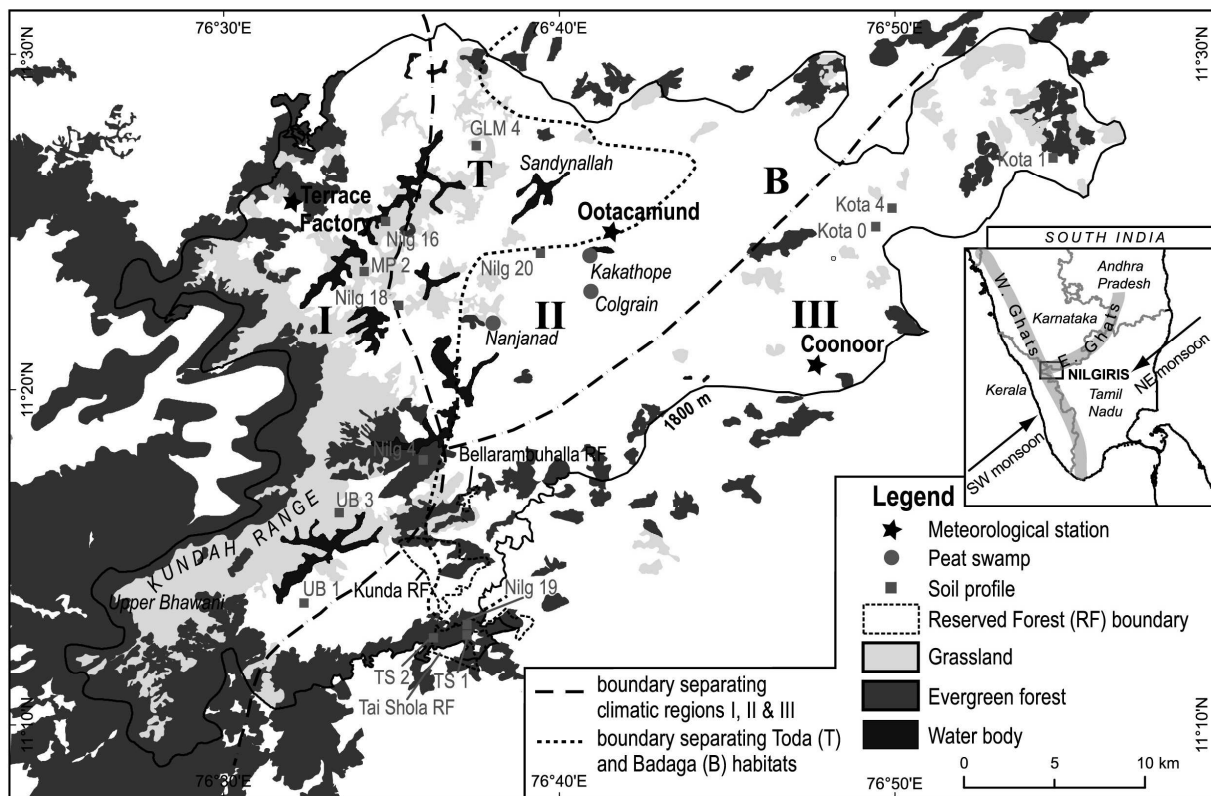 76°30'E
76°40'E
76°50'E
11°30'N
11°30'N
GLM 4
T
Sandynallah
B
Kota 1
Terrace
Factory
Ootacamund
Kota 4
Kota 0
Nilg 16
MF 2
Nilg 20
Kakathope
Nilg 18
Colgrain
I
II
III
Nanjanad
Coonoor
11°20'N
1800 m
SOUTH INDIA
Andhra
Pradesh
W. Ghats
Karnataka
E. Ghats
NILGIRIS
NE monsoon
Kerala
Tamil
Nadu
SW monsoon
Nilg 4
Bellarambuhalla RF
UB 3
KUNDAH RANGE
Upper Bhawani
UB 1
Kunda RF
Nilg 19
TS 2
TS 1
Tai Shola RF
11°10'N
11°10'N
76°30'E
76°40'E
76°50'E
Legend
Meteorological station
Peat swamp
Soil profile
Reserved Forest (RF) boundary
Grassland
Evergreen forest
Water body
boundary separating
climatic regions I, II & III
boundary separating Toda (T)
and Badaga (B) habitats
0 5 10 km